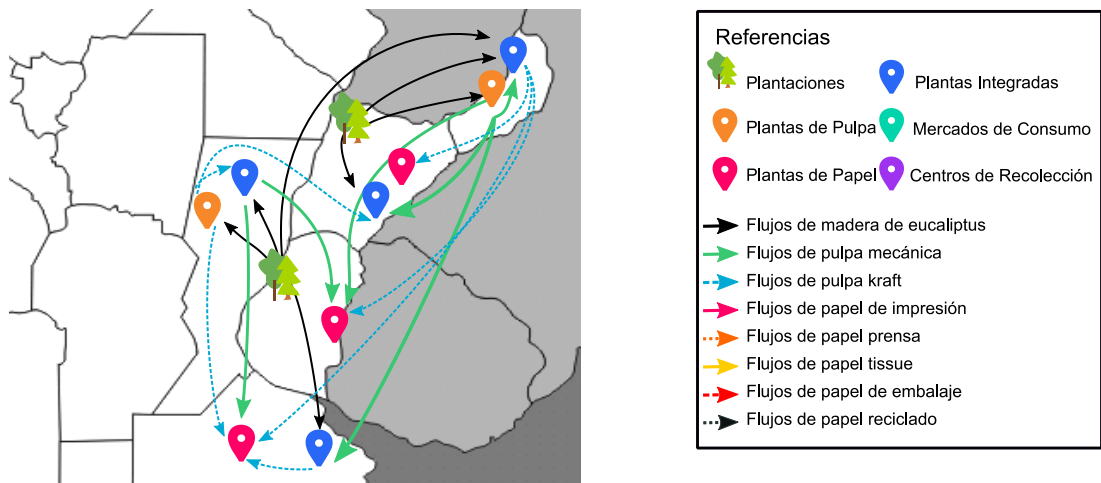 Referencias
Plantaciones
Plantas Integradas
Plantas de Pulpa
Mercados de Consumo
Plantas de Papel
Centros de Recolección
Flujos de madera de eucaliptus
Flujos de pulpa mecánica
Flujos de pulpa kraft
Flujos de papel de impresión
Flujos de papel prensa
Flujos de papel tissue
Flujos de papel de embalaje
Flujos de papel reciclado